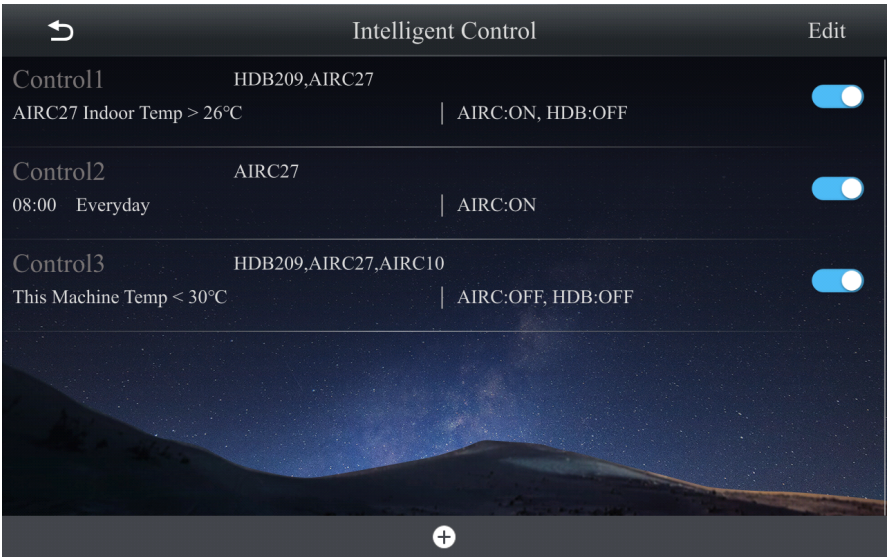 Intelligent Control Edit
Control1 HDB209,AIRC27
AIRC27 Indoor Temp > 26℃ AIRC:ON, HDB:OFF
Control2 AIRC27
08:00 Everyday AIRC:ON
Control3 HDB209,AIRC27,AIRC10
This Machine Temp < 30℃ AIRC:OFF, HDB:OFF